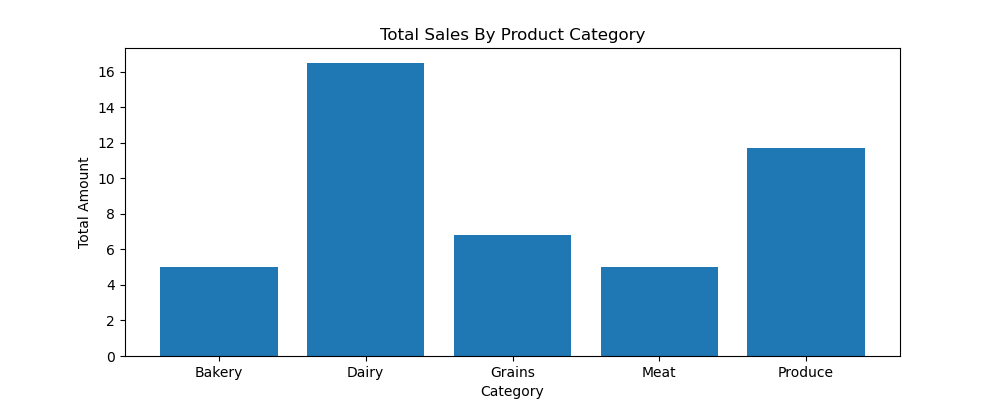 Total Sales By Product Category
Total Amount
16
14
12
10
8
6
4
2
0
Bakery Dairy Grains Meat Produce
Category